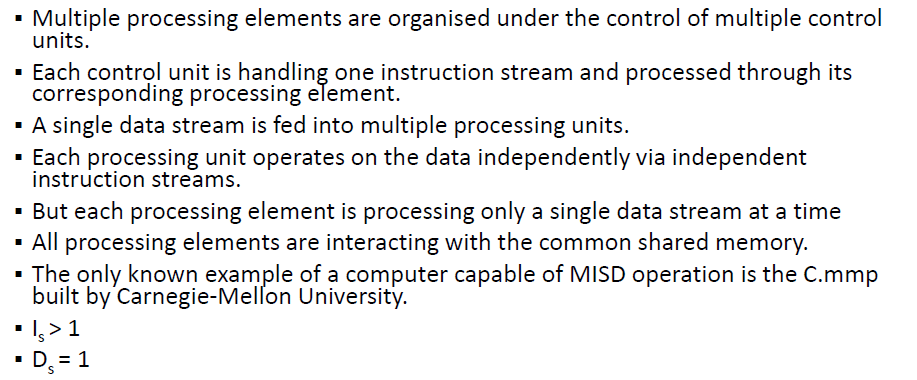 ▪ Multiple processing elements are organised under the control of multiple control
units.
▪ Each control unit is handling one instruction stream and processed through its
corresponding processing element.
▪ A single data stream is fed into multiple processing units.
▪ Each processing unit operates on the data independently via independent
instruction streams.
▪ But each processing element is processing only a single data stream at a time
▪ All processing elements are interacting with the common shared memory.
▪ The only known example of a computer capable of MISD operation is the C.mmp
built by Carnegie-Mellon University.
▪ Iₛ > 1
▪ Dₛ = 1